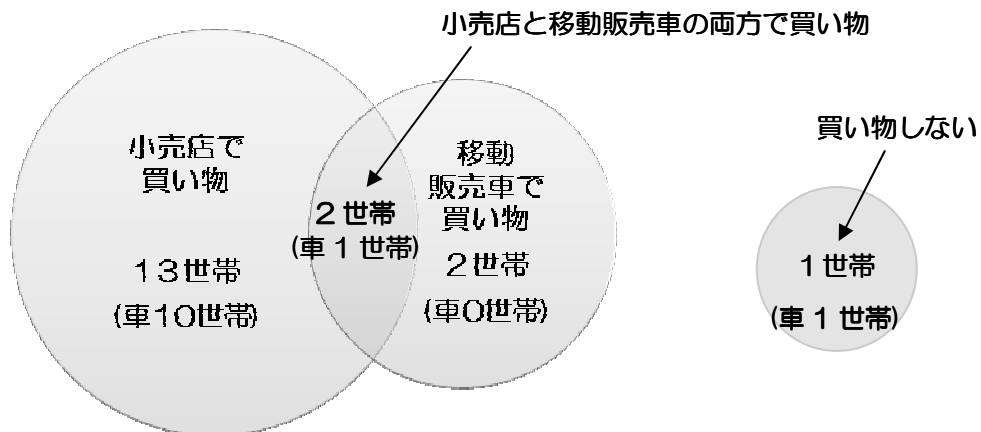 小売店と移動販売車の両方で買い物
買い物しない
小売店で
買い物
13世帯
(車10世帯)
2世帯
(車1世帯)
移動
販売車で
買い物
2世帯
(車0世帯)
1世帯
(車1世帯)